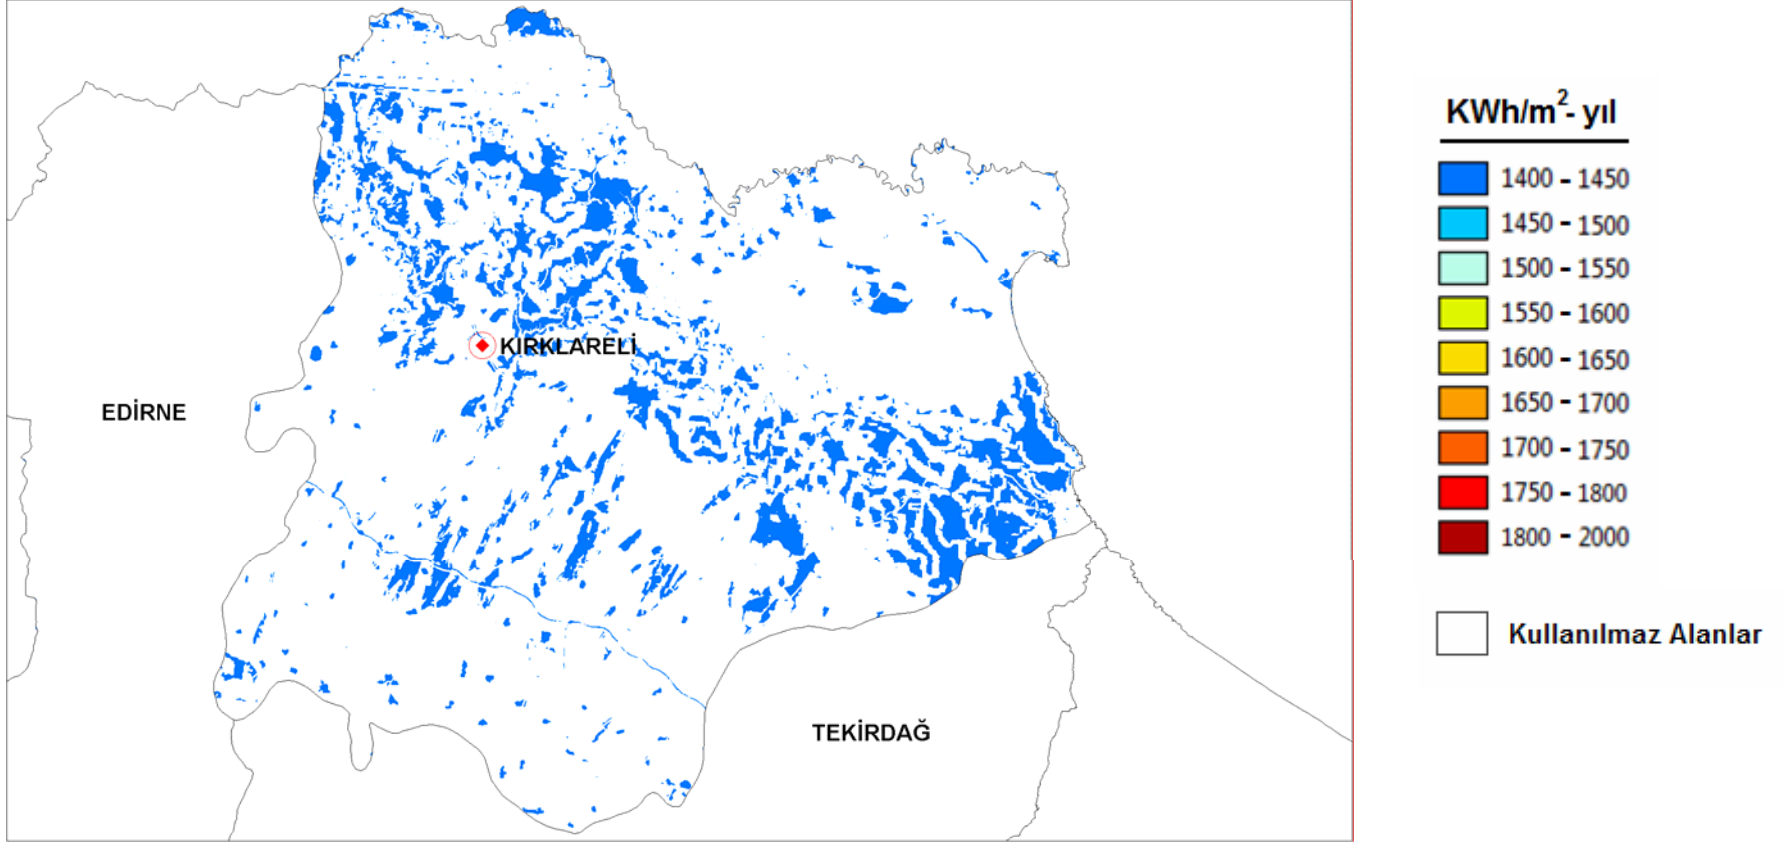 KIRKLARELİ
EDİRNE
TEKİRDAĞ
KWh/m²- yıl
1400 - 1450
1450 - 1500
1500 - 1550
1550 - 1600
1600 - 1650
1650 - 1700
1700 - 1750
1750 - 1800
1800 - 2000
Kullanılmaz Alanlar